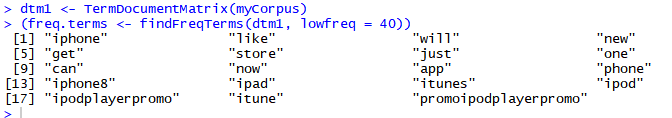 > dtm1 <- TermDocumentMatrix(myCorpus)
> (freq.terms <- findFreqTerms(dtm1, lowfreq = 40))
 [1] "iphone"           "like"             "will"             "new"
 [5] "get"              "store"            "just"             "one"
 [9] "can"              "now"              "app"              "phone"
[13] "iphone8"          "ipad"             "itunes"           "ipod"
[17] "ipodplayerpromo"  "itune"            "promoipodplayerpromo"
>